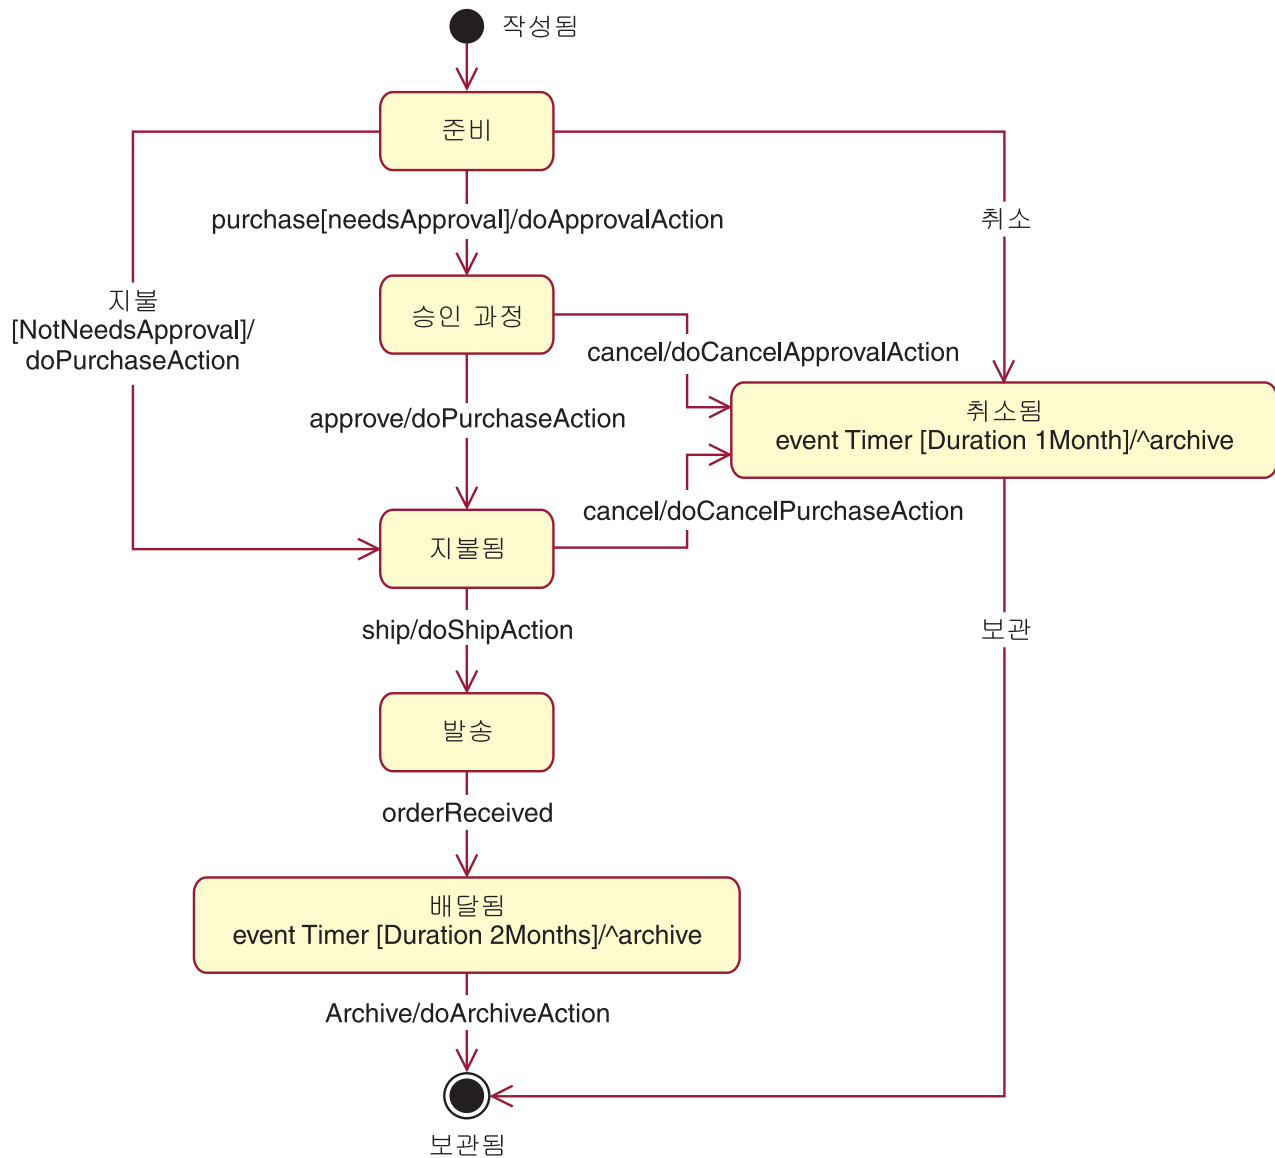 작성됨
준비
purchase[needsApproval]/doApprovalAction
취소
지불
[NotNeedsApproval]/
doPurchaseAction
승인 과정
cancel/doCancelApprovalAction
approve/doPurchaseAction
취소됨
event Timer [Duration 1Month]/^archive
cancel/doCancelPurchaseAction
지불됨
ship/doShipAction
보관
발송
orderReceived
배달됨
event Timer [Duration 2Months]/^archive
Archive/doArchiveAction
보관됨